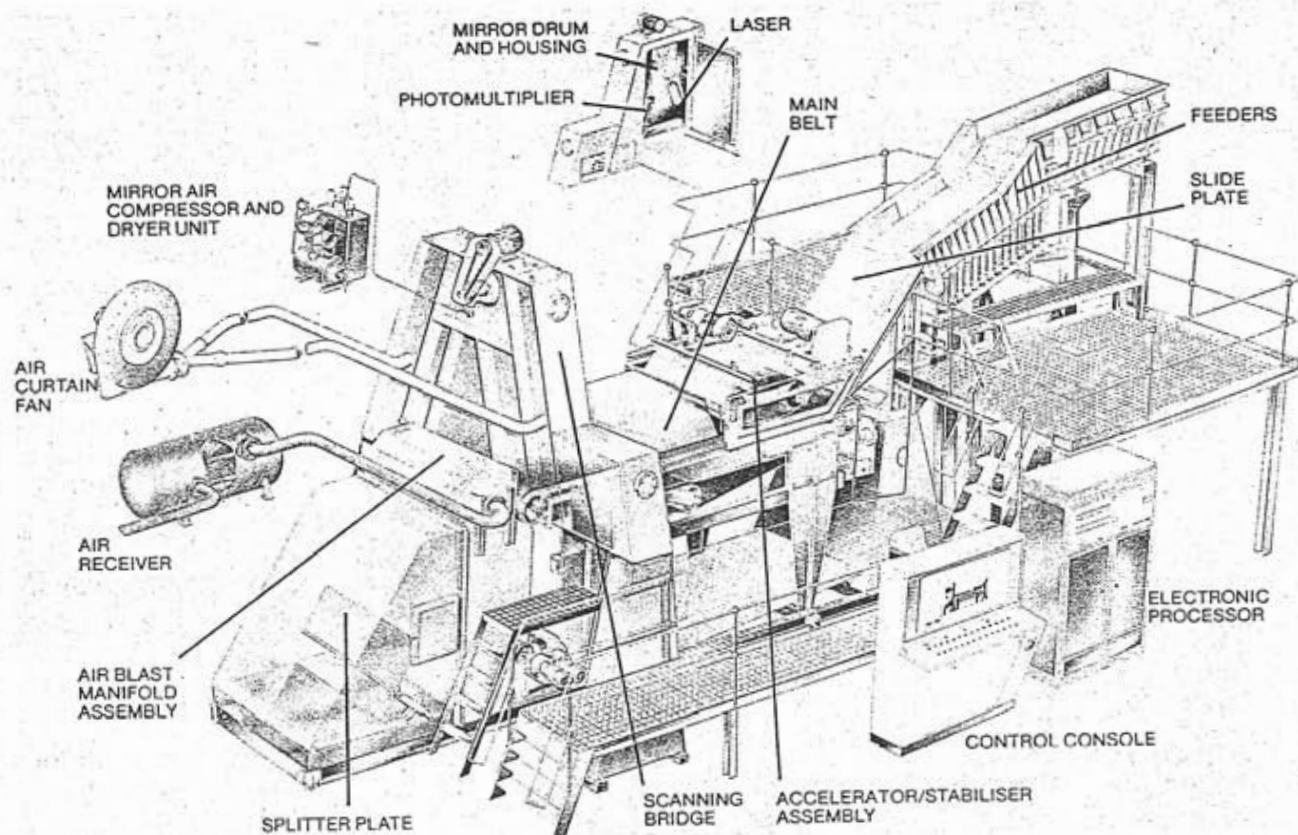 MIRROR DRUM
AND HOUSING
LASER
PHOTOMULTIPLIER
MAIN
BELT
FEEDERS
SLIDE
PLATE
MIRROR AIR
COMPRESSOR AND
DRYER UNIT
AIR
CURTAIN
FAN
AIR
RECEIVER
AIR BLAST
MANIFOLD
ASSEMBLY
SPLITTER PLATE
SCANNING
BRIDGE
ACCELERATOR/STABILISER
ASSEMBLY
CONTROL CONSOLE
ELECTRONIC
PROCESSOR